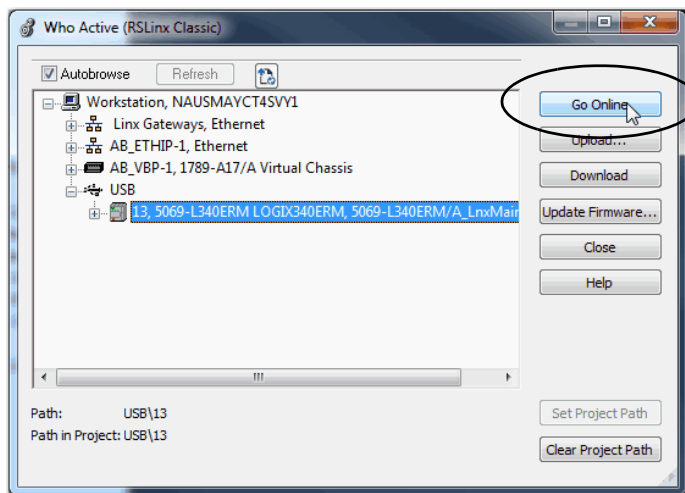 Who Active (RSLinx Classic)
Autobrowse
Refresh
Workstation, NAUSMAYCT4SVY1
Linx Gateways, Ethernet
AB_ETHIP-1, Ethernet
AB_VBP-1, 1789-A17/A Virtual Chassis
USB
13, 5069-L340ERM LOGIX340ERM, 5069-L340ERM/A_LnxMair
Go Online
Upload...
Download
Update Firmware...
Close
Help
Path: USB\13
Path in Project: USB\13
Set Project Path
Clear Project Path